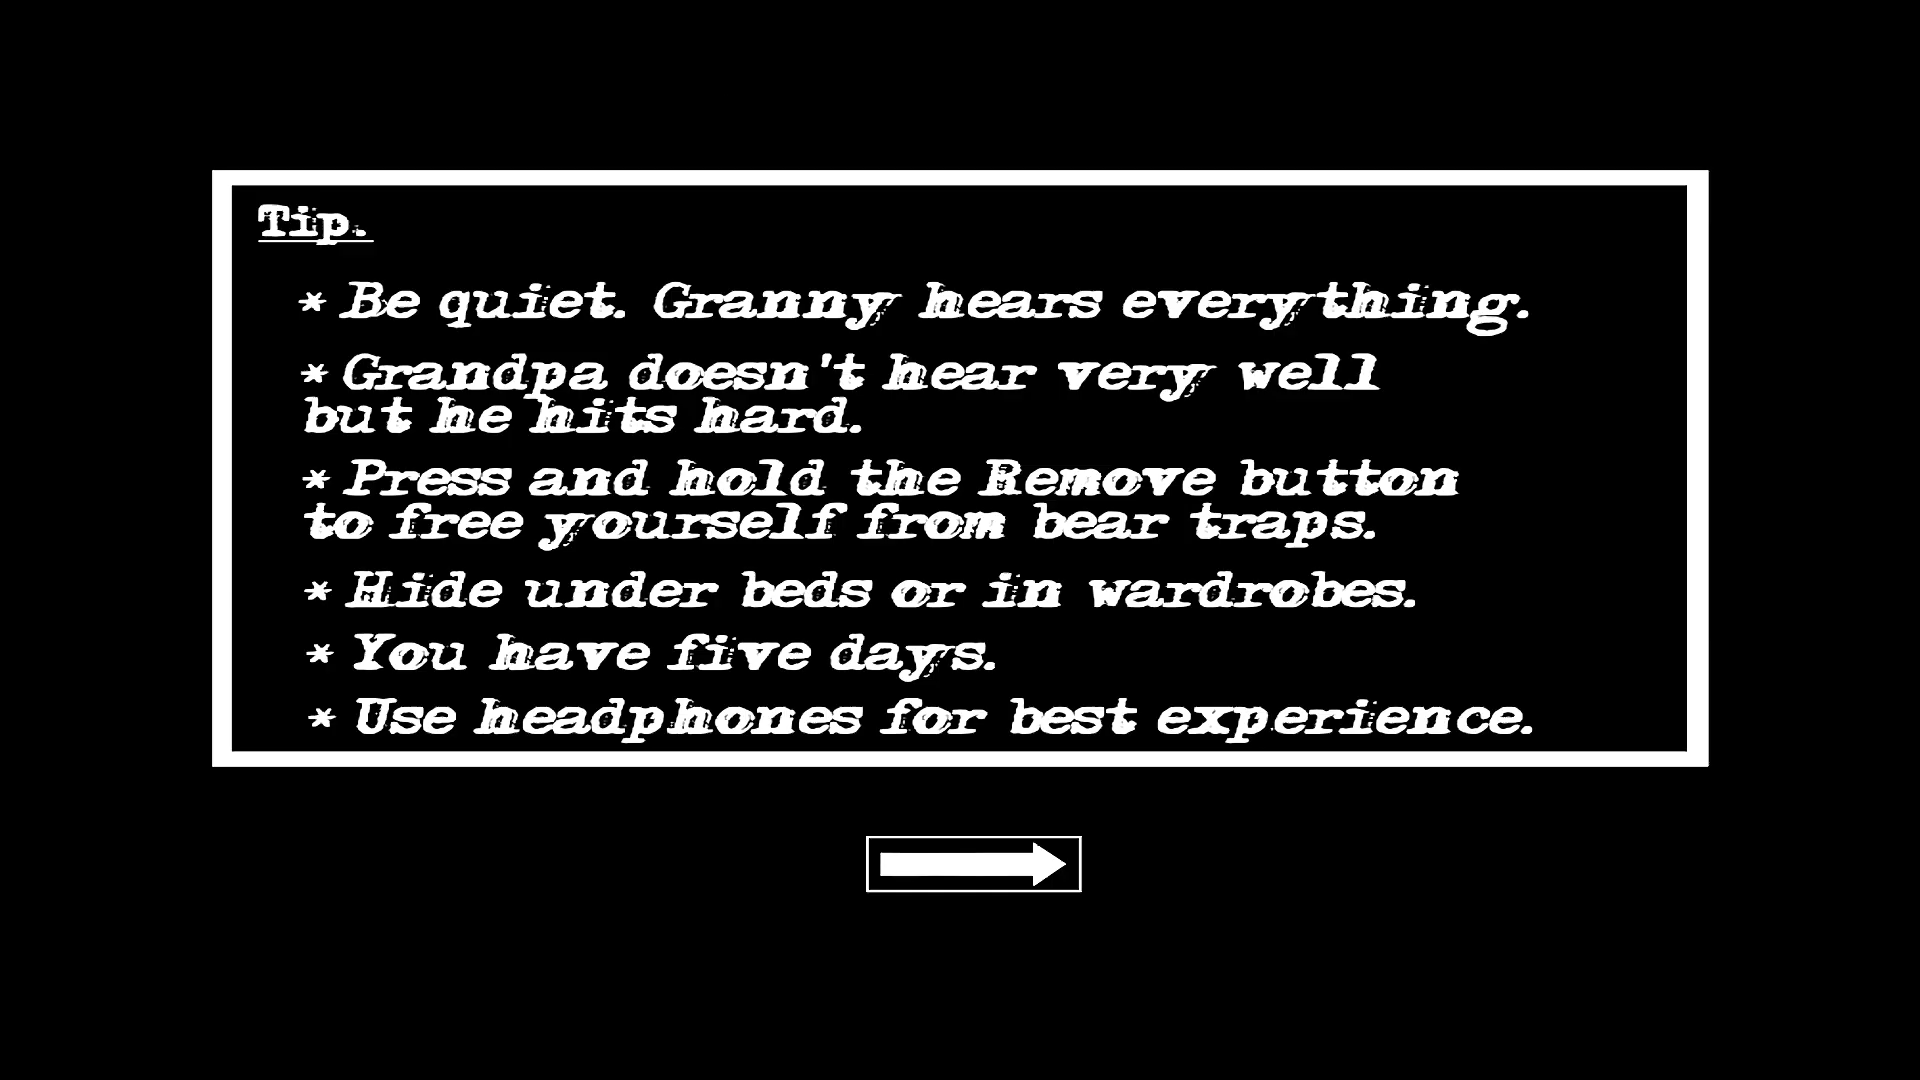 Tip.
* Be quiet. Granny hears everything.
* Grandpa doesn't hear very well
but he hits hard.
* Press and hold the Remove button
to free yourself from bear traps.
* Hide under beds or in wardrobes.
* You have five days.
* Use headphones for best experience.